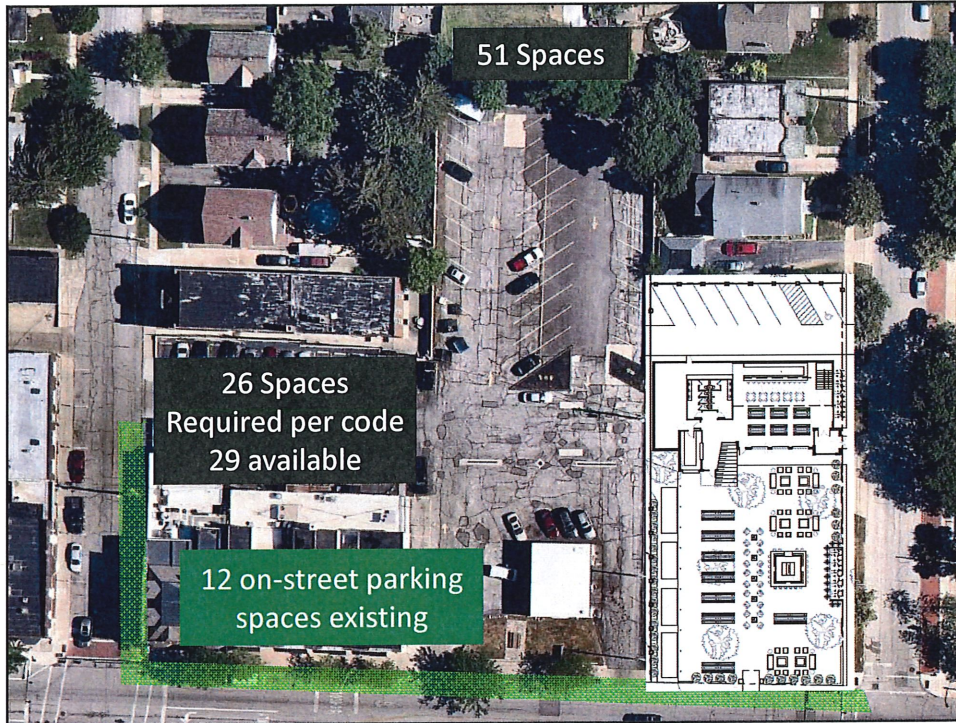 51 Spaces
26 Spaces
Required per code
29 available
12 on-street parking
spaces existing